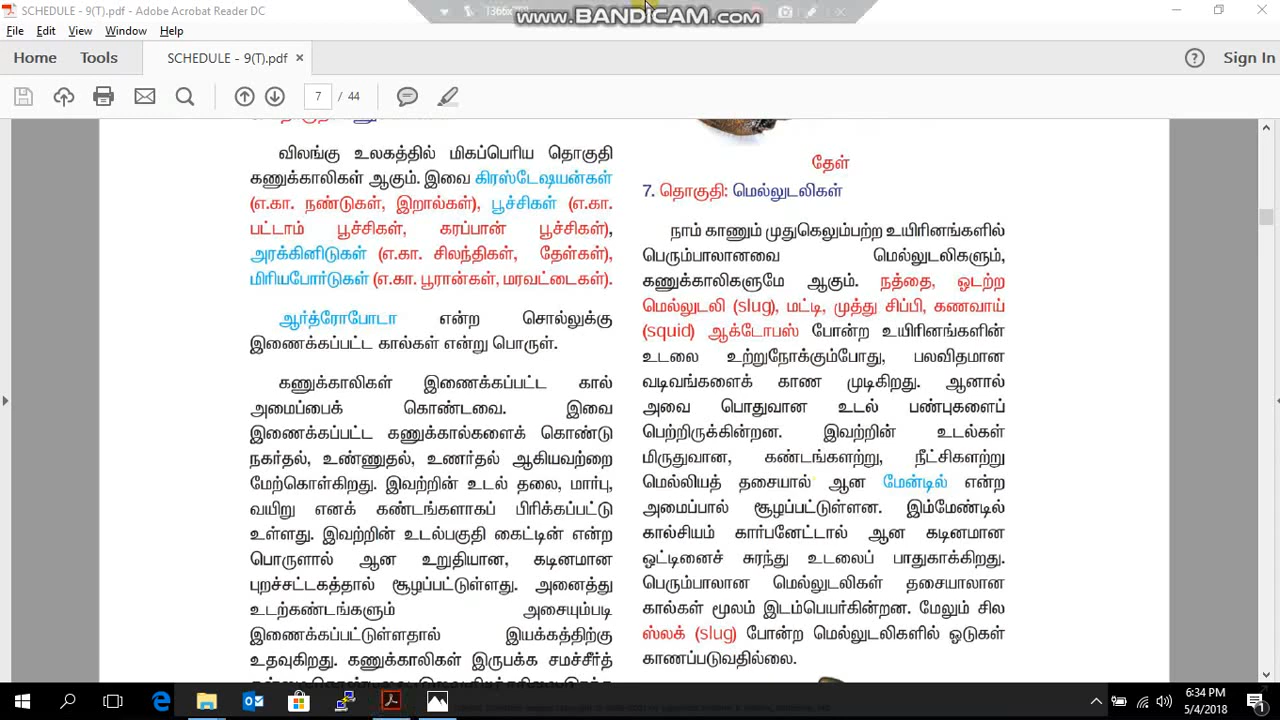 SCHEDULE - 9(T).pdf - Adobe Acrobat Reader DC
www.BANDICAM.com
File Edit View Window Help
Home Tools SCHEDULE - 9(T).pdf × Sign In
7 / 44
விலங்கு உலகத்தில் மிகப்பெரிய தொகுதி
கணுக்காலிகள் ஆகும். இவை கிரஸ்டேஷயன்கள்
(எ.கா. நண்டுகள், இறால்கள்), பூச்சிகள் (எ.கா.
பட்டாம் பூச்சிகள், கரப்பான் பூச்சிகள்),
அரக்கினிடுகள் (எ.கா. சிலந்திகள், தேள்கள்),
மிரியபோர்டுகள் (எ.கா. பூரான்கள், மரவட்டைகள்).
ஆர்த்ரோபோடா என்ற சொல்லுக்கு
இணைக்கப்பட்ட கால்கள் என்று பொருள்.
கணுக்காலிகள் இணைக்கப்பட்ட கால்
அமைப்பைக் கொண்டவை. இவை
இணைக்கப்பட்ட கணுக்கால்களைக் கொண்டு
நகர்தல், உண்ணுதல், உணர்தல் ஆகியவற்றை
மேற்கொள்கிறது. இவற்றின் உடல் தலை, மார்பு,
வயிறு எனக் கண்டங்களாகப் பிரிக்கப்பட்டு
உள்ளது. இவற்றின் உடல்பகுதி கைட்டின் என்ற
பொருளால் ஆன உறுதியான, கடினமான
புறச்சட்டகத்தால் சூழப்பட்டுள்ளது. அனைத்து
உடற்கண்டங்களும் அசையும்படி
இணைக்கப்பட்டுள்ளதால் இயக்கத்திற்கு
உதவுகிறது. கணுக்காலிகள் இருபக்க சமச்சீர்த்
தேள்
7. தொகுதி: மெல்லுடலிகள்
நாம் காணும் முதுகெலும்பற்ற உயிரினங்களில்
பெரும்பாலானவை மெல்லுடலிகளும்,
கணுக்காலிகளுமே ஆகும். நத்தை, ஓடற்ற
மெல்லுடலி (slug), மட்டி, முத்து சிப்பி, கணவாய்
(squid) ஆக்டோபஸ் போன்ற உயிரினங்களின்
உடலை உற்றுநோக்கும்போது, பலவிதமான
வடிவங்களைக் காண முடிகிறது. ஆனால்
அவை பொதுவான உடல் பண்புகளைப்
பெற்றிருக்கின்றன. இவற்றின் உடல்கள்
மிருதுவான, கண்டங்களற்று, நீட்சிகளற்று
மெல்லியத் தசையால் ஆன மேன்டில் என்ற
அமைப்பால் சூழப்பட்டுள்ளன. இம்மேண்டில்
கால்சியம் கார்பனேட்டால் ஆன கடினமான
ஒட்டினைச் சுரந்து உடலைப் பாதுகாக்கிறது.
பெரும்பாலான மெல்லுடலிகள் தசையாலான
கால்கள் மூலம் இடம்பெயர்கின்றன. மேலும் சில
ஸ்லக் (slug) போன்ற மெல்லுடலிகளில் ஓடுகள்
காணப்படுவதில்லை.
6:34 PM
5/4/2018